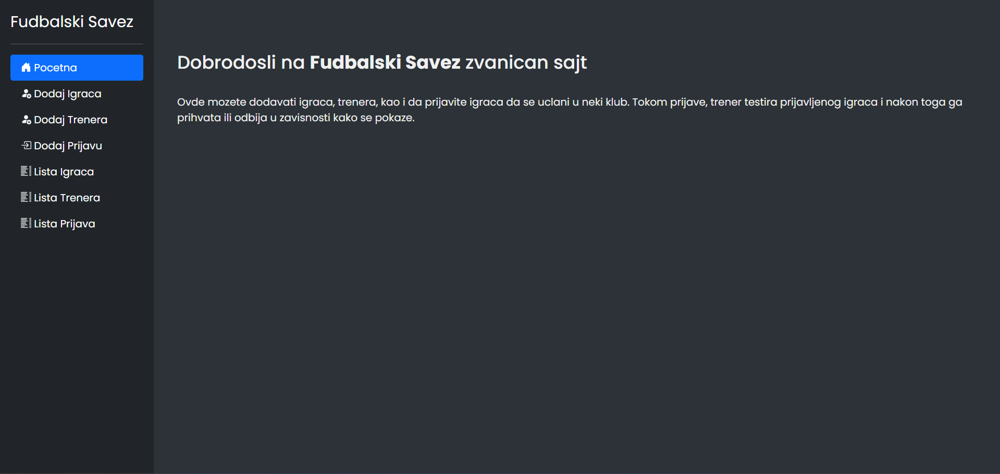 Fudbalski Savez
Pocetna
Dodaj Igraca
Dodaj Trenera
Dodaj Prijavu
Lista Igraca
Lista Trenera
Lista Prijava
Dobrodosli na Fudbalski Savez zvanican sajt
Ovde mozete dodavati igraca, trenera, kao i da prijavite igraca da se uclani u neki klub. Tokom prijave, trener testira prijavljenog igraca i nakon toga ga
prihvata ili odbija u zavisnosti kako se pokaze.